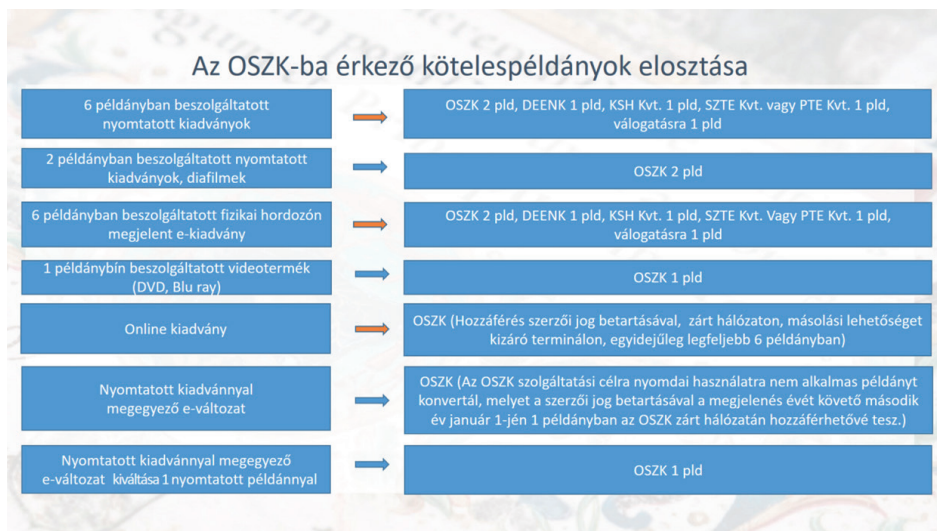 Az OSZK-ba érkező kötelespéldányok elosztása
6 példányban beszolgáltatott
nyomtatott kiadványok
OSZK 2 pld, DEENK 1 pld, KSH Kvt. 1 pld, SZTE Kvt. vagy PTE Kvt. 1 pld,
válogatásra 1 pld
2 példányban beszolgáltatott nyomtatott
kiadványok, diafilmek
OSZK 2 pld
6 példányban beszolgáltatott fizikai hordozón
megjelent e-kiadvány
OSZK 2 pld, DEENK 1 pld, KSH Kvt. 1 pld, SZTE Kvt. Vagy PTE Kvt. 1 pld,
válogatásra 1 pld
1 példánybín beszolgáltatott videotermék
(DVD, Blu ray)
OSZK 1 pld
Online kiadvány
OSZK (Hozzáférés szerzői jog betartásával, zárt hálózaton, másolási lehetőséget
kizáró terminálon, egyidejűleg legfeljebb 6 példányban)
Nyomtatott kiadvánnyal
megegyező e-változat
OSZK (Az OSZK szolgáltatási célra nyomdai használatra nem alkalmas példányt
konvertál, melyet a szerzői jog betartásával a megjelenés évét követő második
év január 1-jén 1 példányban az OSZK zárt hálózatán hozzáférhetővé tesz.)
Nyomtatott kiadvánnyal megegyező
e-változat kiváltása 1 nyomtatott példánnyal
OSZK 1 pld